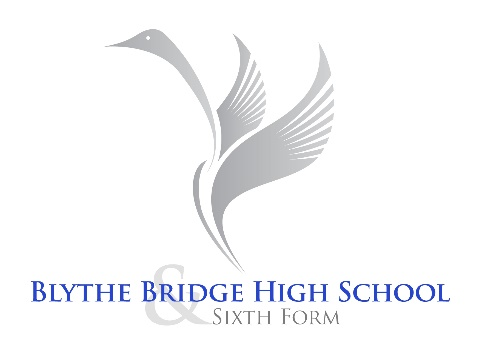 BLYTHE BRIDGE HIGH SCHOOL
& SIXTH FORM